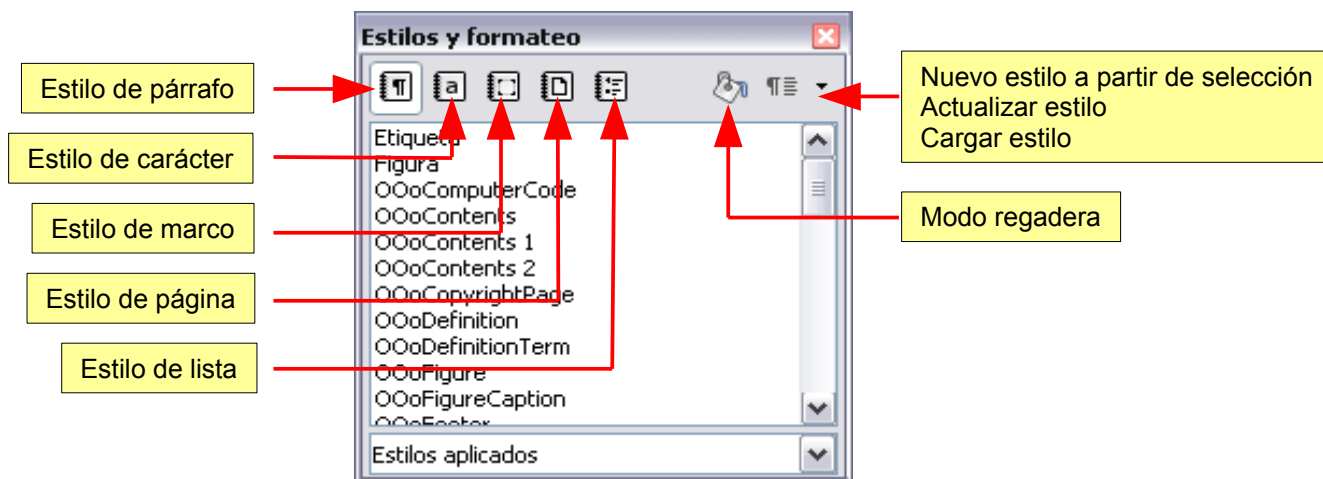 Estilos y formateo
Estilo de párrafo
Estilo de carácter
Estilo de marco
Estilo de página
Estilo de lista
Etiqueta
Figura
OOoComputerCode
OOoContents
OOoContents 1
OOoContents 2
OOoCopyrightPage
OOoDefinition
OOoDefinitionTerm
OOoFigure
OOoFigureCaption
OOoFooter
Estilos aplicados
Nuevo estilo a partir de selección
Actualizar estilo
Cargar estilo
Modo regadera